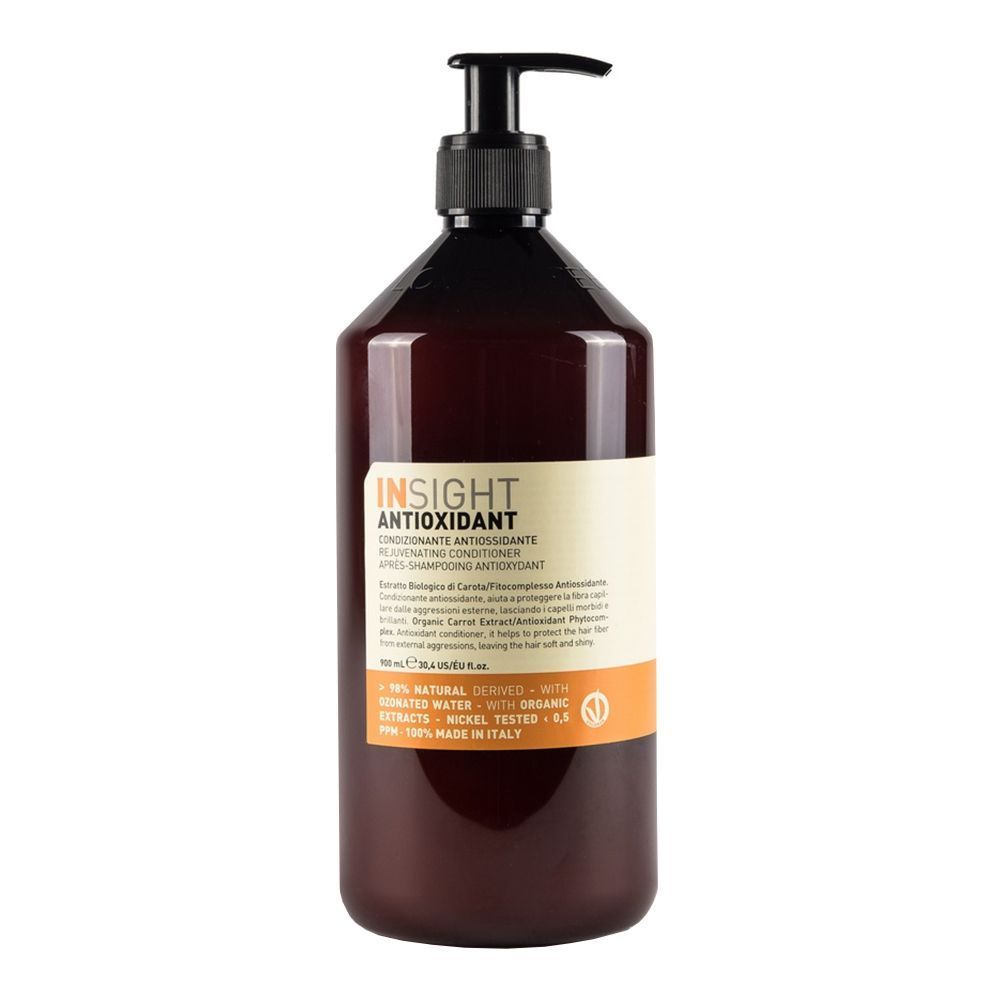 INSIGHT
ANTIOXIDANT
CONDIZIONANTE ANTIOSSIDANTE
REJUVENATING CONDITIONER
APRÈS-SHAMPOOING ANTIOXYDANT
Estratto Biologico di Carota/Fitocomplesso Antiossidante.
Condizionante antiossidante, aiuta a proteggere la fibra capil-
lare dalle aggressioni esterne, lasciando i capelli morbidi e
brillanti. Organic Carrot Extract/Antioxidant Phytocom-
plex. Antioxidant conditioner, it helps to protect the hair fiber
from external aggressions, leaving the hair soft and shiny.
900 mL ℮ 30,4 US/ÉU fl.oz.
> 98% NATURAL DERIVED - WITH
OZONATED WATER - WITH ORGANIC
EXTRACTS - NICKEL TESTED < 0,5
PPM - 100% MADE IN ITALY